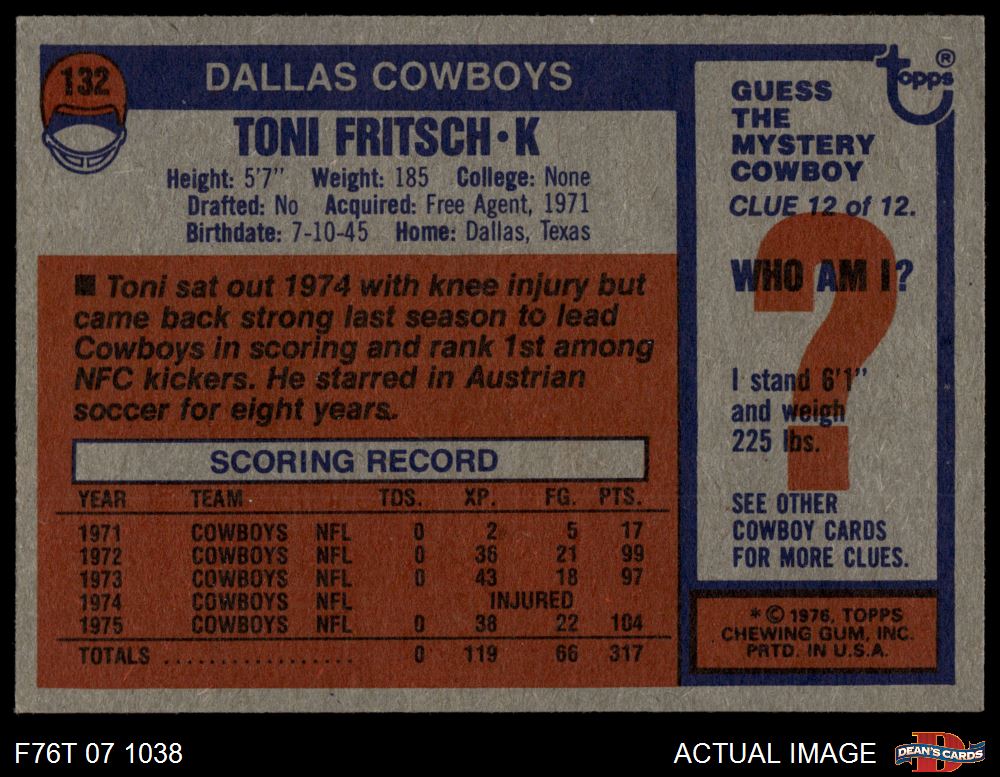 132
DALLAS COWBOYS
TONI FRITSCH•K
Height: 5'7" Weight: 185 College: None
Drafted: No Acquired: Free Agent, 1971
Birthdate: 7-10-45 Home: Dallas, Texas
■ Toni sat out 1974 with knee injury but
came back strong last season to lead
Cowboys in scoring and rank 1st among
NFC kickers. He starred in Austrian
soccer for eight years.
SCORING RECORD
YEAR TEAM TDS. XP. FG. PTS.
1971 COWBOYS NFL 0 2 5 17
1972 COWBOYS NFL 0 36 21 99
1973 COWBOYS NFL 0 43 18 97
1974 COWBOYS NFL INJURED
1975 COWBOYS NFL 0 38 22 104
TOTALS .................. 0 119 66 317
topps®
GUESS
THE
MYSTERY
COWBOY
CLUE 12 of 12.
?
WHO AM I?
I stand 6'1"
and weigh
225 lbs.
SEE OTHER
COWBOY CARDS
FOR MORE CLUES.
* © 1976, TOPPS
CHEWING GUM, INC.
PRTD. IN U.S.A.
F76T 07 1038
ACTUAL IMAGE
D
DEAN'S CARDS